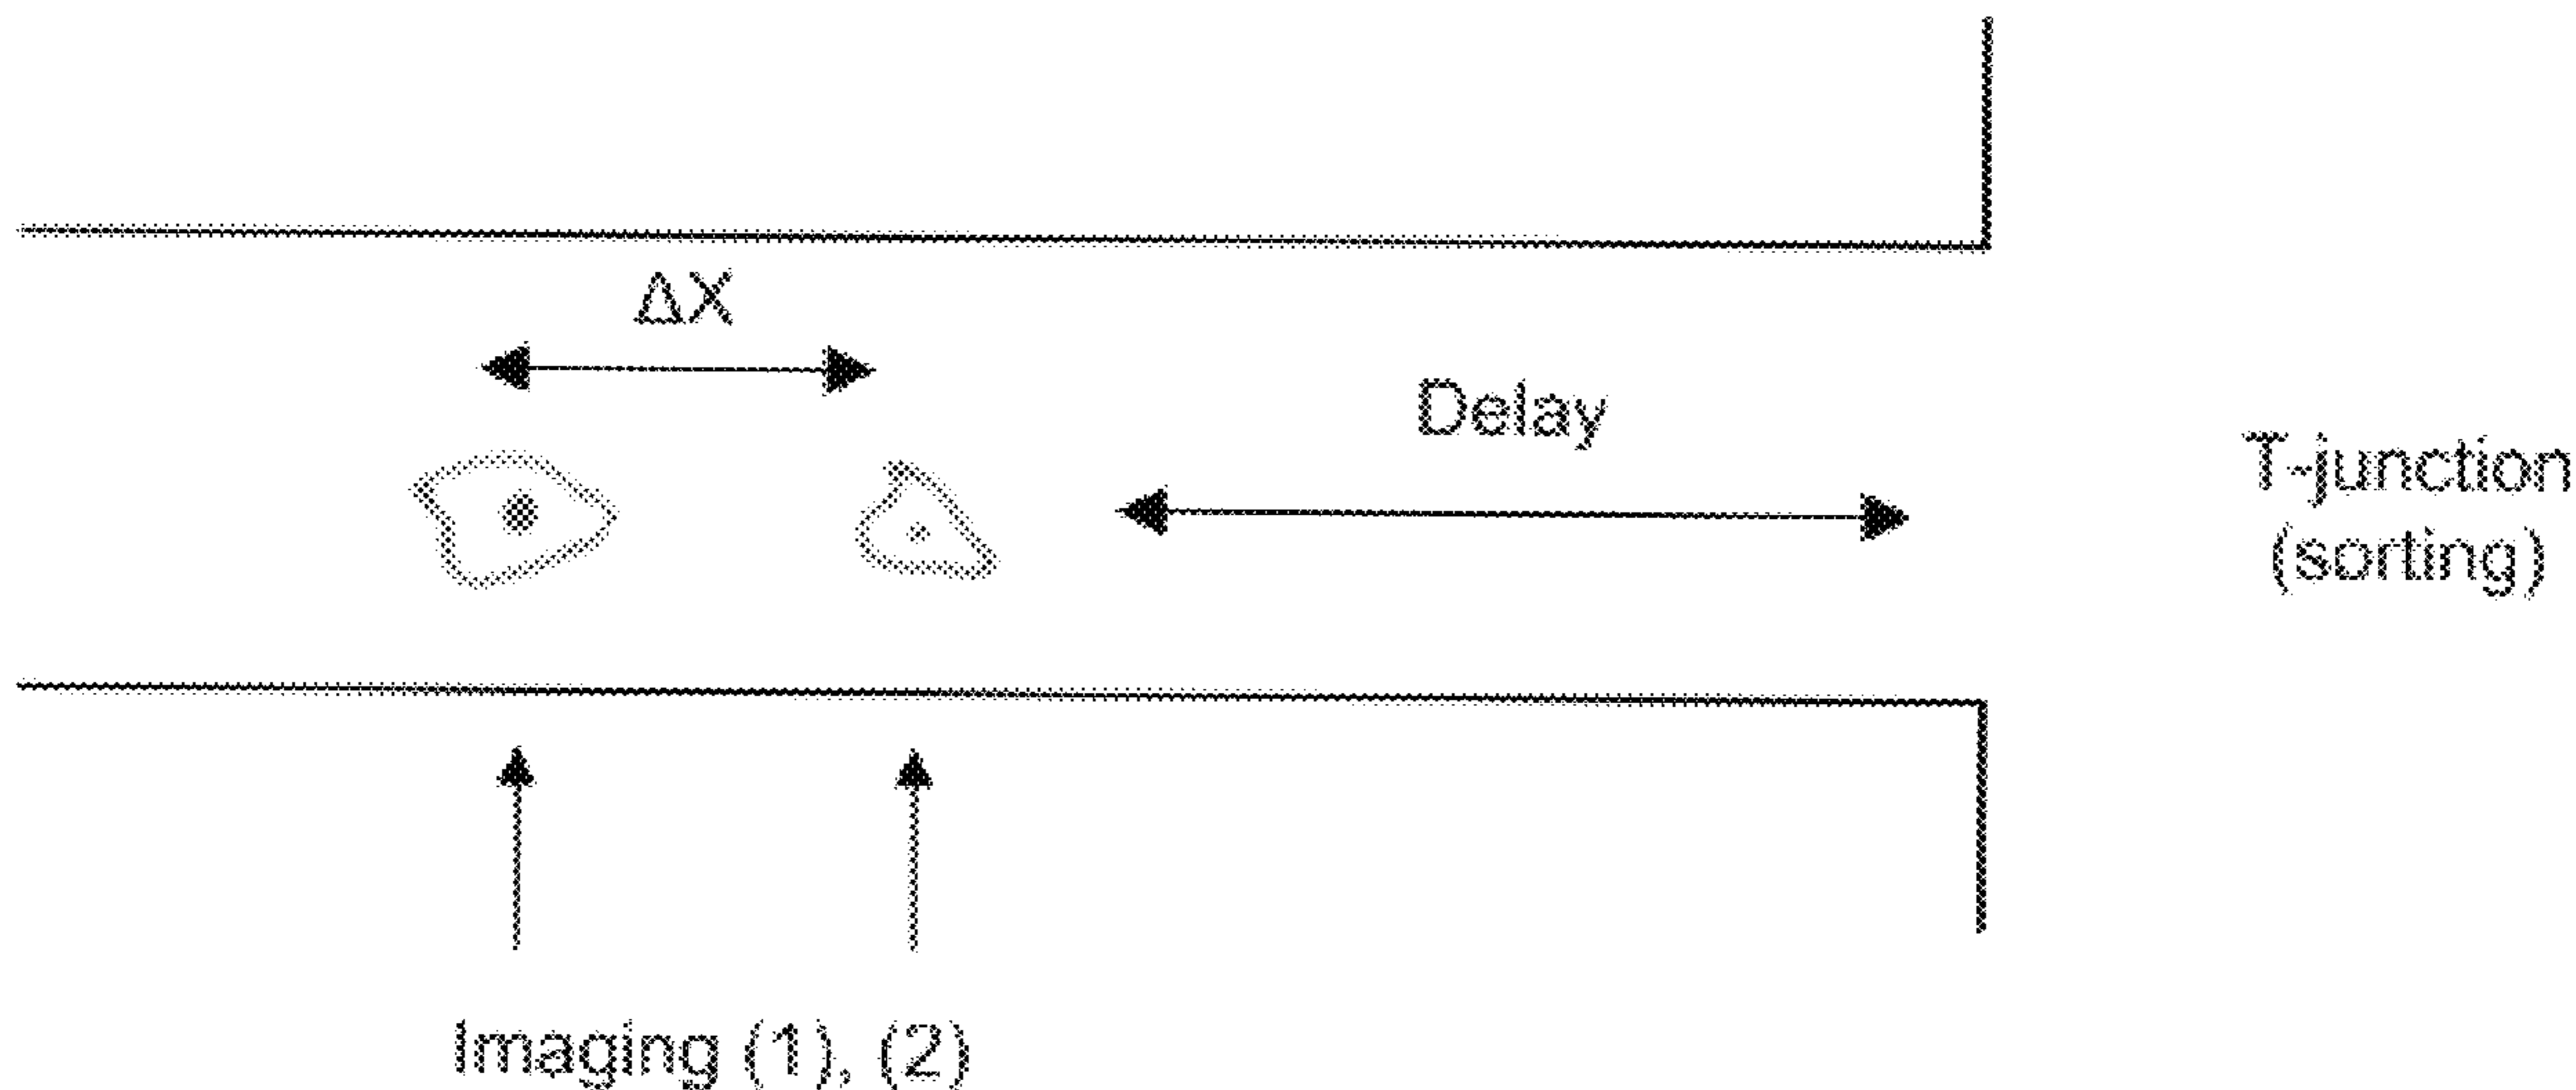 ΔX
Delay
T-junction
(sorting)
Imaging (1), (2)